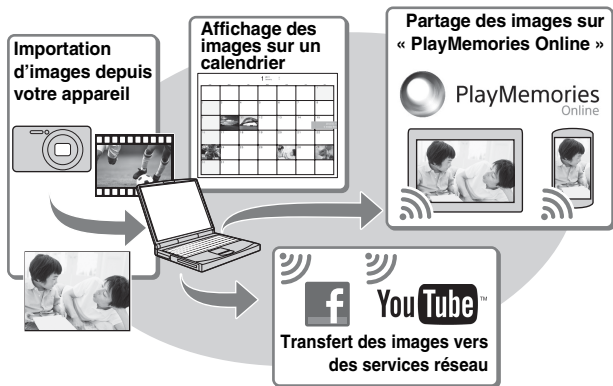 Importation
d'images depuis
votre appareil
Affichage des
images sur un
calendrier
Partage des images sur
« PlayMemories Online »
PlayMemories
Online
f
YouTube™
Transfert des images vers
des services réseau